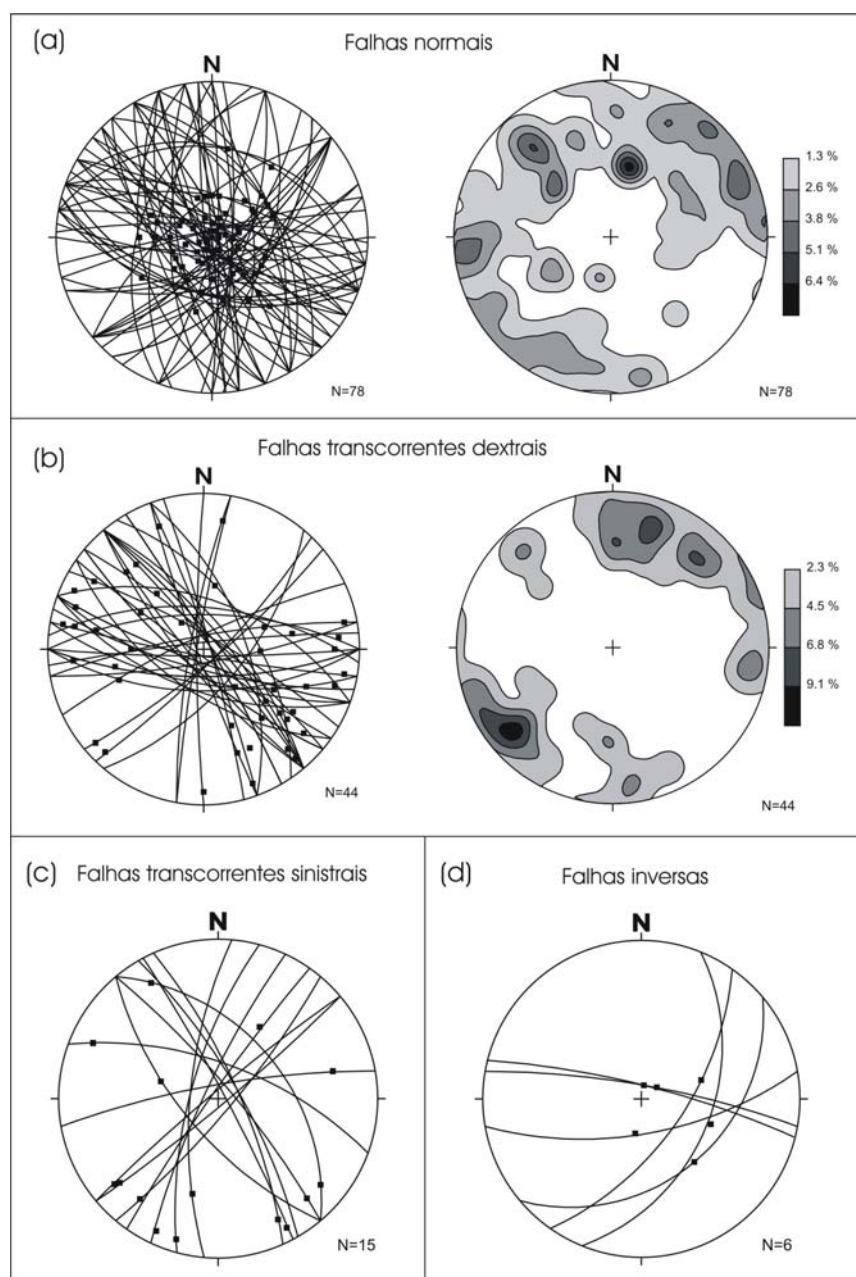 (a)
Falhas normais
N
N=78
1.3 %
2.6 %
3.8 %
5.1 %
6.4 %
N=78
(b)
Falhas transcorrentes dextrais
N
N
N=44
2.3 %
4.5 %
6.8 %
9.1 %
N=44
(c)
Falhas transcorrentes sinistrais
N
N=15
(d)
Falhas inversas
N
N=6